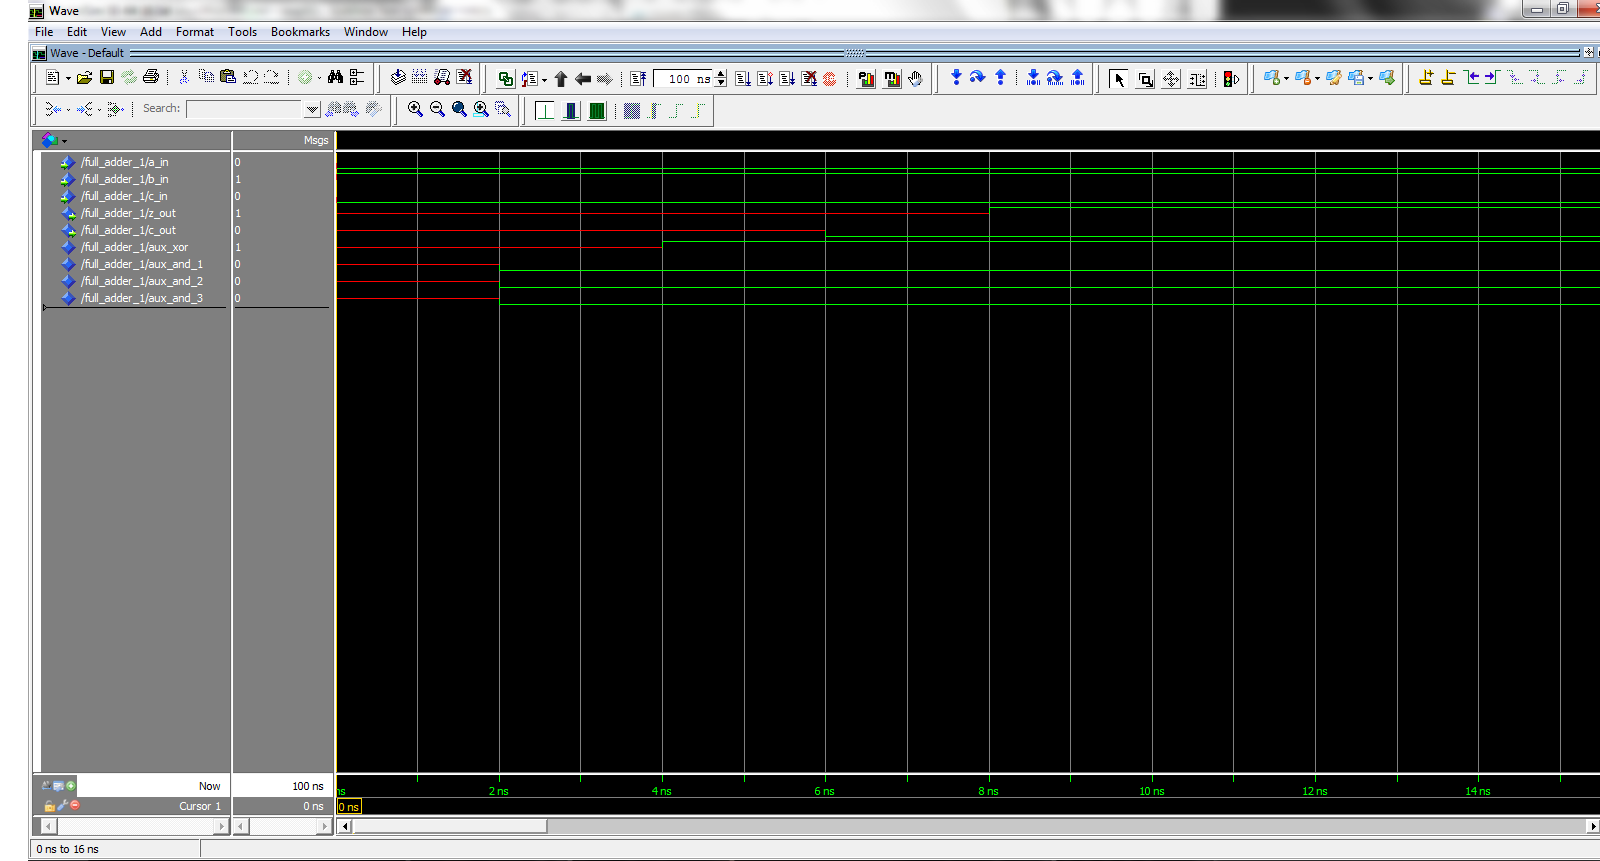 Wave
File Edit View Add Format Tools Bookmarks Window Help
Wave - Default
100 ns
Search:
Msgs
/full_adder_1/a_in 0
/full_adder_1/b_in 1
/full_adder_1/c_in 0
/full_adder_1/z_out 1
/full_adder_1/c_out 0
/full_adder_1/aux_xor 1
/full_adder_1/aux_and_1 0
/full_adder_1/aux_and_2 0
/full_adder_1/aux_and_3 0
Now 100 ns
ns 2 ns 4 ns 6 ns 8 ns 10 ns 12 ns 14 ns
Cursor 1 0 ns 0 ns
0 ns to 16 ns